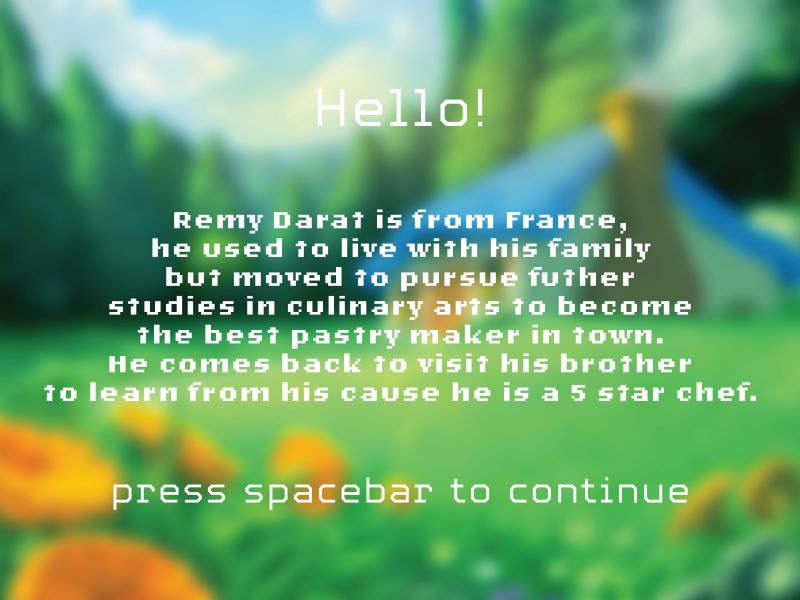 Hello!
Remy Darat is from France,
he used to live with his family
but moved to pursue futher
studies in culinary arts to become
the best pastry maker in town.
He comes back to visit his brother
to learn from his cause he is a 5 star chef.
press spacebar to continue